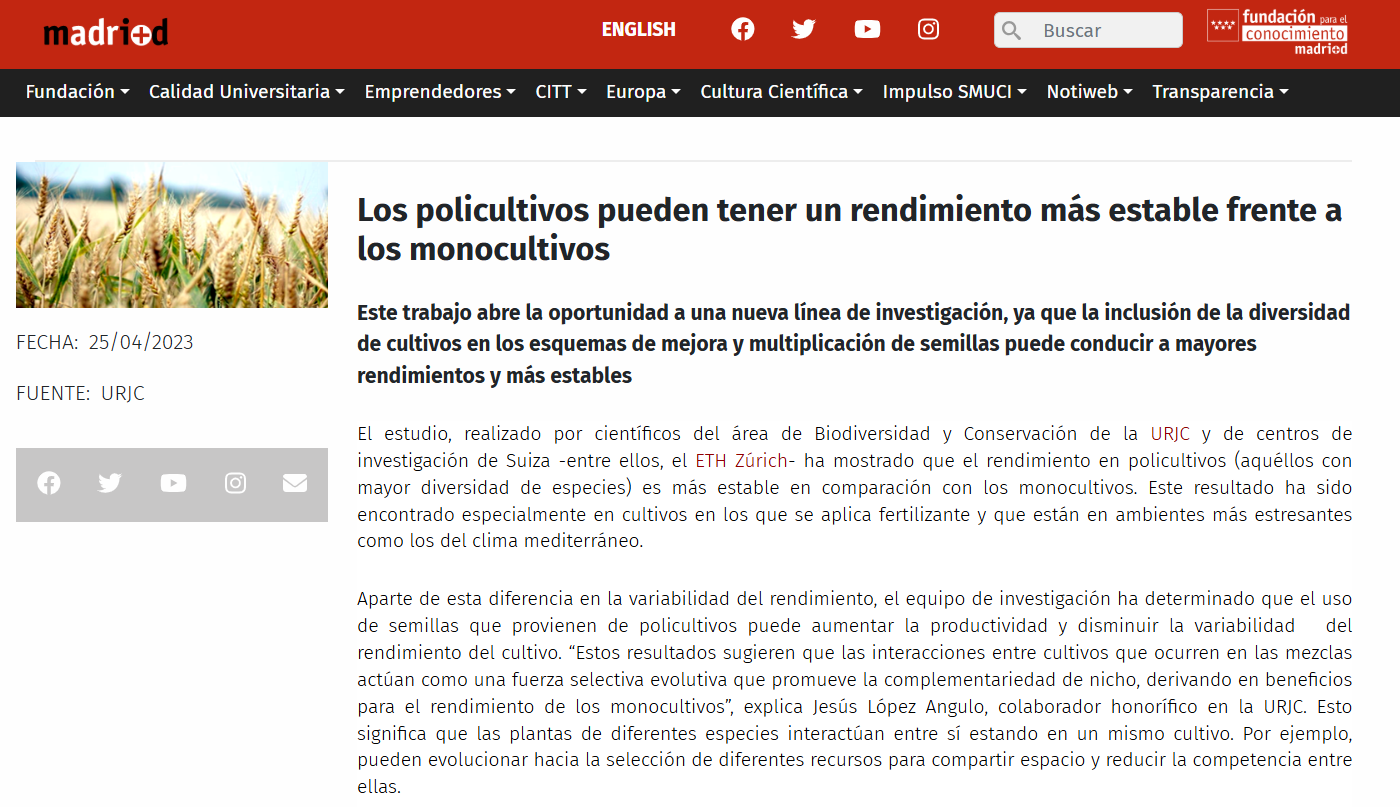 madri+d
ENGLISH
Buscar
fundación para el
conocimiento
madri+d
Fundación Calidad Universitaria Emprendedores CITT Europa Cultura Científica Impulso SMUCI Notiweb Transparencia
Los policultivos pueden tener un rendimiento más estable frente a
los monocultivos
FECHA: 25/04/2023
FUENTE: URJC
Este trabajo abre la oportunidad a una nueva línea de investigación, ya que la inclusión de la diversidad
de cultivos en los esquemas de mejora y multiplicación de semillas puede conducir a mayores
rendimientos y más estables
El estudio, realizado por científicos del área de Biodiversidad y Conservación de la URJC y de centros de
investigación de Suiza -entre ellos, el ETH Zúrich- ha mostrado que el rendimiento en policultivos (aquéllos con
mayor diversidad de especies) es más estable en comparación con los monocultivos. Este resultado ha sido
encontrado especialmente en cultivos en los que se aplica fertilizante y que están en ambientes más estresantes
como los del clima mediterráneo.
Aparte de esta diferencia en la variabilidad del rendimiento, el equipo de investigación ha determinado que el uso
de semillas que provienen de policultivos puede aumentar la productividad y disminuir la variabilidad del
rendimiento del cultivo. “Estos resultados sugieren que las interacciones entre cultivos que ocurren en las mezclas
actúan como una fuerza selectiva evolutiva que promueve la complementariedad de nicho, derivando en beneficios
para el rendimiento de los monocultivos”, explica Jesús López Angulo, colaborador honorífico en la URJC. Esto
significa que las plantas de diferentes especies interactúan entre sí estando en un mismo cultivo. Por ejemplo,
pueden evolucionar hacia la selección de diferentes recursos para compartir espacio y reducir la competencia entre
ellas.